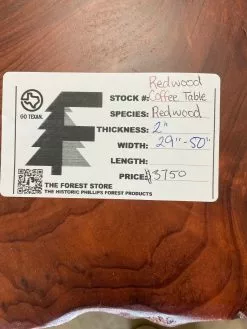 Redwood
STOCK #: Coffee Table
GO TEXAN.
SPECIES: Redwood
THICKNESS: 2"
WIDTH: 29"-50"
LENGTH:
PRICE: $3750
THE FOREST STORE
THE HISTORIC PHILLIPS FOREST PRODUCTS